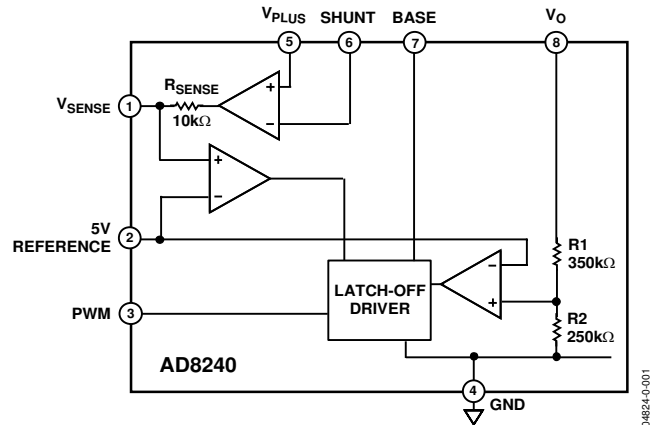 VPLUS SHUNT BASE VO
5 6 7 8
RSENSE
10kΩ
VSENSE 1
+
−
+
−
5V
REFERENCE 2
R1
350kΩ
−
+
LATCH-OFF
DRIVER
PWM 3
R2
250kΩ
AD8240
4 GND
04824-0-001